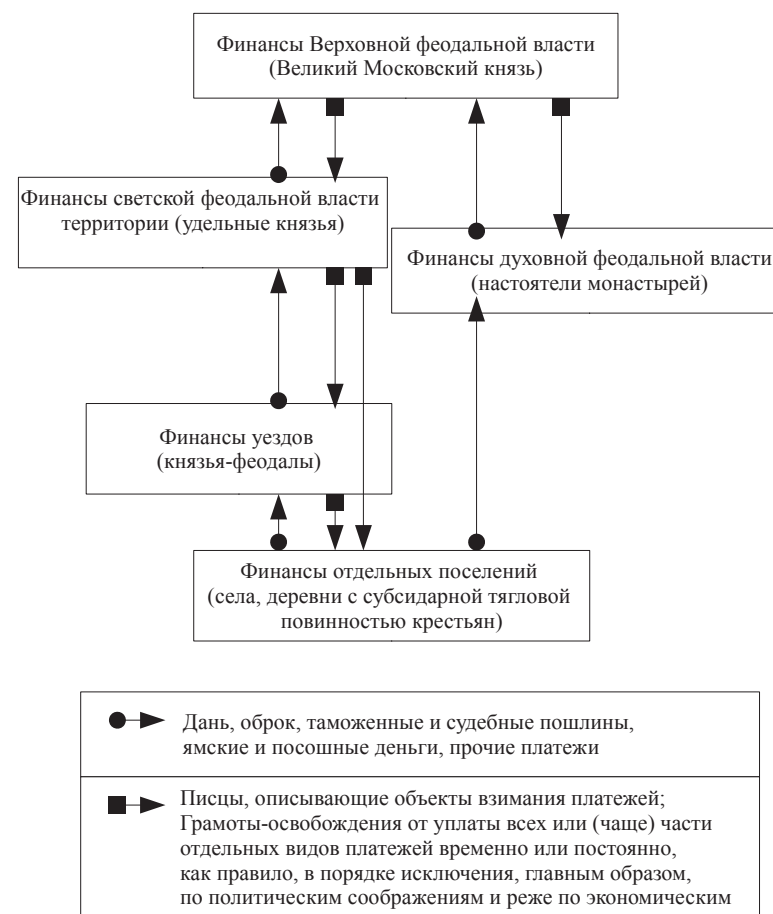 Финансы Верховной феодальной власти
(Великий Московский князь)
Финансы светской феодальной власти
территории (удельные князья)
Финансы духовной феодальной власти
(настоятели монастырей)
Финансы уездов
(князья-феодалы)
Финансы отдельных поселений
(села, деревни с субсидарной тягловой
повинностью крестьян)
Дань, оброк, таможенные и судебные пошлины,
ямские и посошные деньги, прочие платежи
Писцы, описывающие объекты взимания платежей;
Грамоты-освобождения от уплаты всех или (чаще) части
отдельных видов платежей временно или постоянно,
как правило, в порядке исключения, главным образом,
по политическим соображениям и реже по экономическим